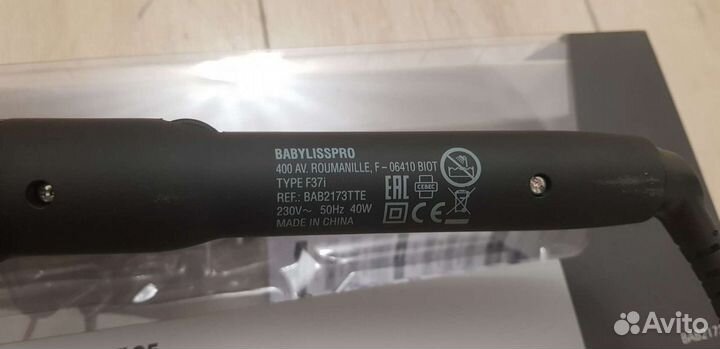 BABYLISSPRO
400 AV. ROUMANILLE, F - 06410 BIOT
TYPE F37i
REF.: BAB2173TTE
230V~ 50Hz 40W
MADE IN CHINA
EAC
CEBEC
CE
Avito